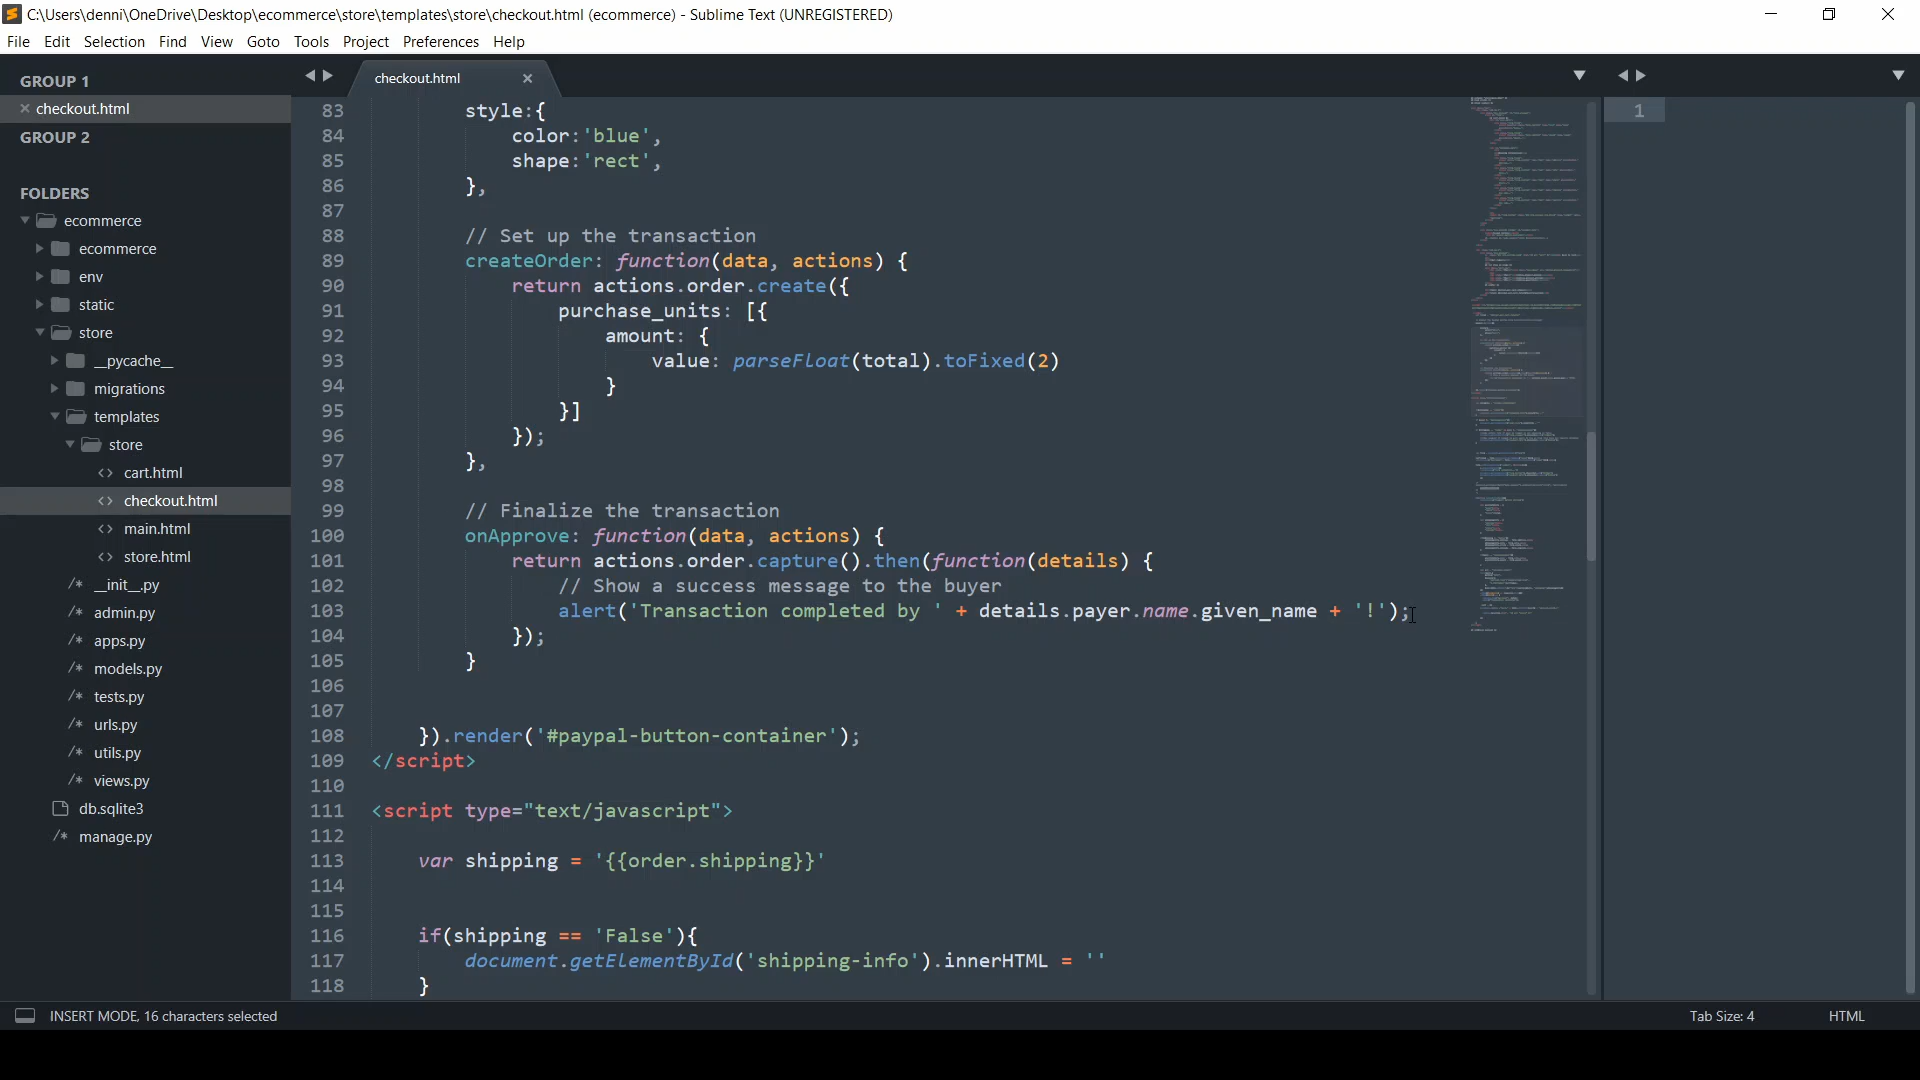 C:\Users\denni\OneDrive\Desktop\ecommerce\store\templates\store\checkout.html (ecommerce) - Sublime Text (UNREGISTERED)
File Edit Selection Find View Goto Tools Project Preferences Help
GROUP 1
checkout.html
GROUP 2
FOLDERS
ecommerce
ecommerce
env
static
store
__pycache__
migrations
templates
store
cart.html
checkout.html
main.html
store.html
__init__.py
admin.py
apps.py
models.py
tests.py
urls.py
utils.py
views.py
db.sqlite3
manage.py
checkout.html
83 style:{
84 color:'blue',
85 shape:'rect',
86 },
87
88 // Set up the transaction
89 createOrder: function(data, actions) {
90 return actions.order.create({
91 purchase_units: [{
92 amount: {
93 value: parseFloat(total).toFixed(2)
94 }
95 }]
96 });
97 },
98
99 // Finalize the transaction
100 onApprove: function(data, actions) {
101 return actions.order.capture().then(function(details) {
102 // Show a success message to the buyer
103 alert('Transaction completed by ' + details.payer.name.given_name + '!');
104 });
105 }
106
107
108 }).render('#paypal-button-container');
109 </script>
110
111 <script type="text/javascript">
112
113 var shipping = '{{order.shipping}}'
114
115
116 if(shipping == 'False'){
117 document.getElementById('shipping-info').innerHTML = ''
118 }
1
INSERT MODE, 16 characters selected
Tab Size: 4
HTML